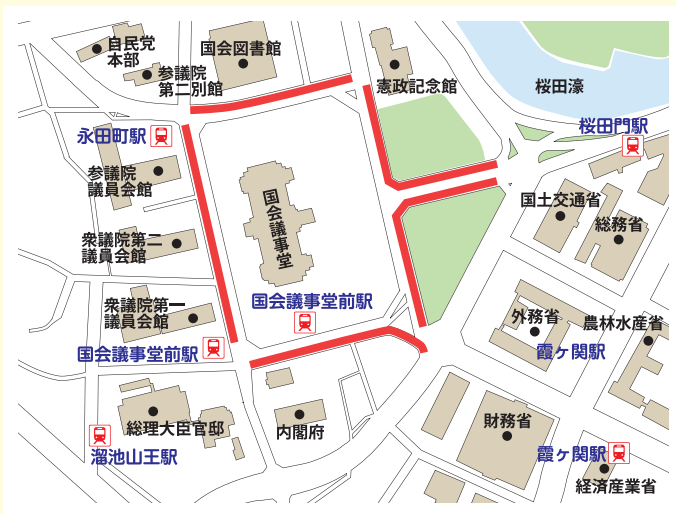 自民党
本部
国会図書館
参議院
第二別館
憲政記念館
桜田濠
永田町駅
桜田門駅
参議院
議員会館
国会議事堂
国土交通省
総務省
衆議院第二
議員会館
国会議事堂前駅
衆議院第一
議員会館
外務省
農林水産省
国会議事堂前駅
霞ヶ関駅
総理大臣官邸
内閣府
財務省
溜池山王駅
霞ヶ関駅
経済産業省